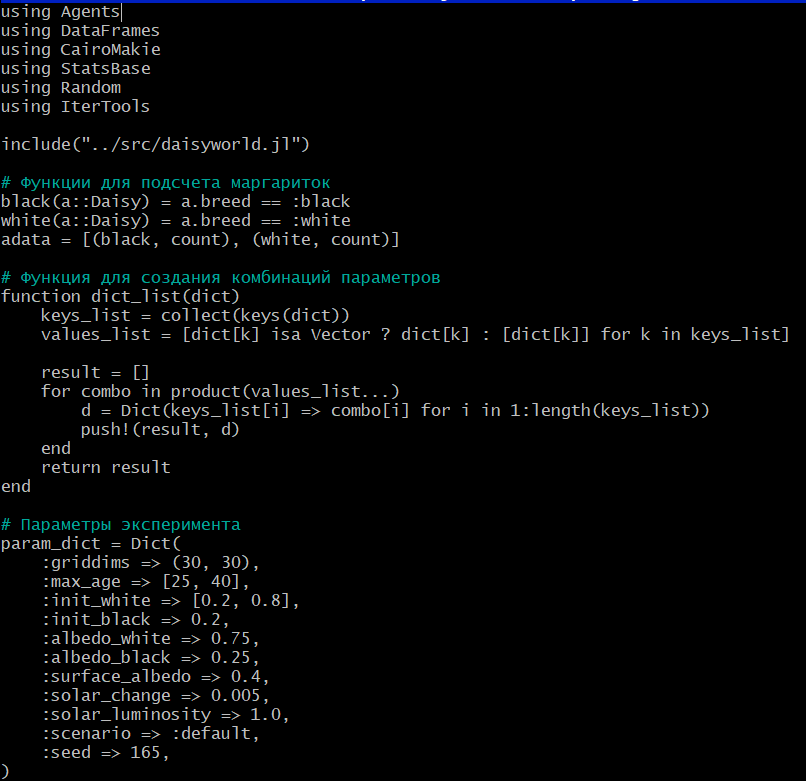 using Agents
using DataFrames
using CairoMakie
using StatsBase
using Random
using IterTools

include("../src/daisyworld.jl")

# Функции для подсчета маргариток
black(a::Daisy) = a.breed == :black
white(a::Daisy) = a.breed == :white
adata = [(black, count), (white, count)]

# Функция для создания комбинаций параметров
function dict_list(dict)
    keys_list = collect(keys(dict))
    values_list = [dict[k] isa Vector ? dict[k] : [dict[k]] for k in keys_list]

    result = []
    for combo in product(values_list...)
        d = Dict(keys_list[i] => combo[i] for i in 1:length(keys_list))
        push!(result, d)
    end
    return result
end

# Параметры эксперимента
param_dict = Dict(
    :griddims => (30, 30),
    :max_age => [25, 40],
    :init_white => [0.2, 0.8],
    :init_black => 0.2,
    :albedo_white => 0.75,
    :albedo_black => 0.25,
    :surface_albedo => 0.4,
    :solar_change => 0.005,
    :solar_luminosity => 1.0,
    :scenario => :default,
    :seed => 165,
)